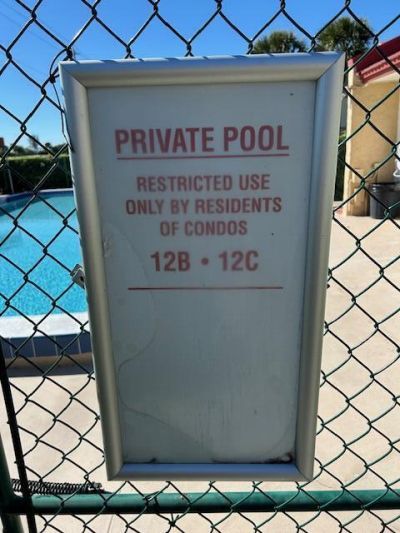 PRIVATE POOL
RESTRICTED USE
ONLY BY RESIDENTS
OF CONDOS
12B • 12C